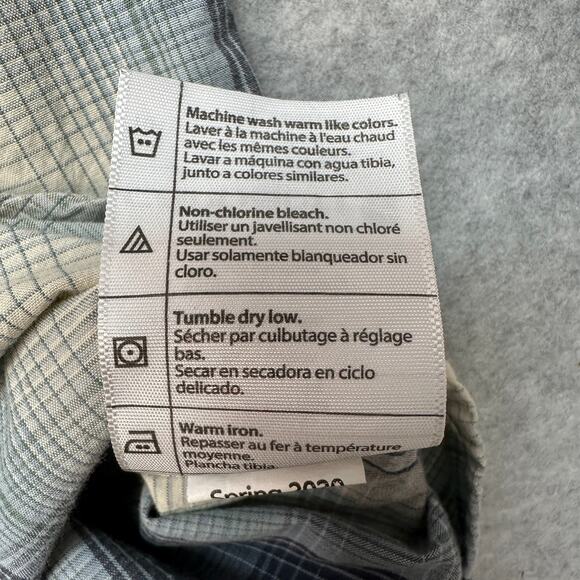 Machine wash warm like colors.
Laver à la machine à l'eau chaud
avec les mêmes couleurs.
Lavar a máquina con agua tibia,
junto a colores similares.
Non-chlorine bleach.
Utiliser un javellisant non chloré
seulement.
Usar solamente blanqueador sin
cloro.
Tumble dry low.
Sécher par culbutage à réglage
bas.
Secar en secadora en ciclo
delicado.
Warm iron.
Repasser au fer à température
moyenne.
Plancha tibia.
Spring 2020